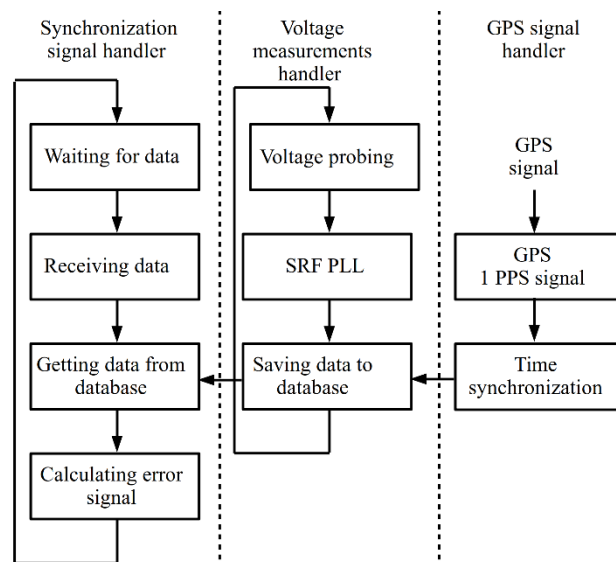 Synchronization
signal handler
Waiting for data
Receiving data
Getting data from
database
Calculating error
signal
Voltage
measurements
handler
Voltage probing
SRF PLL
Saving data to
database
GPS signal
handler
GPS
signal
GPS
1 PPS signal
Time
synchronization